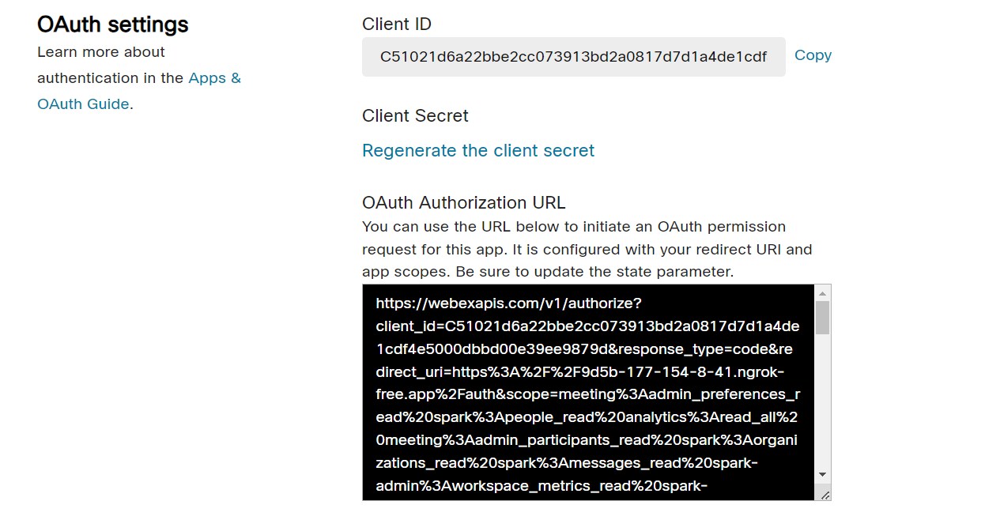 OAuth settings
Learn more about
authentication in the Apps &
OAuth Guide.
Client ID
C51021d6a22bbe2cc073913bd2a0817d7d1a4de1cdf
Copy
Client Secret
Regenerate the client secret
OAuth Authorization URL
You can use the URL below to initiate an OAuth permission
request for this app. It is configured with your redirect URI and
app scopes. Be sure to update the state parameter.
https://webexapis.com/v1/authorize?
client_id=C51021d6a22bbe2cc073913bd2a0817d7d1a4de
1cdf4e5000dbbd00e39ee9879d&response_type=code&re
direct_uri=https%3A%2F%2F9d5b-177-154-8-41.ngrok-
free.app%2Fauth&scope=meeting%3Aadmin_preferences_r
ead%20spark%3Apeople_read%20analytics%3Aread_all%2
0meeting%3Aadmin_participants_read%20spark%3Aorgani
zations_read%20spark%3Amessages_read%20spark-
admin%3Aworkspace_metrics_read%20spark-